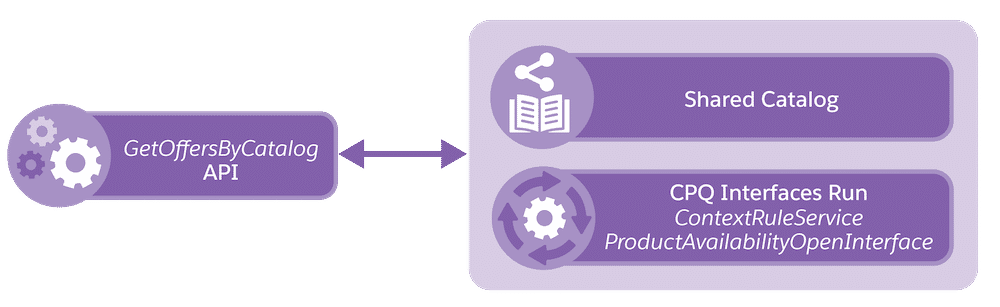 GetOffersByCatalog
API
Shared Catalog
CPQ Interfaces Run
ContextRuleService
ProductAvailabilityOpenInterface